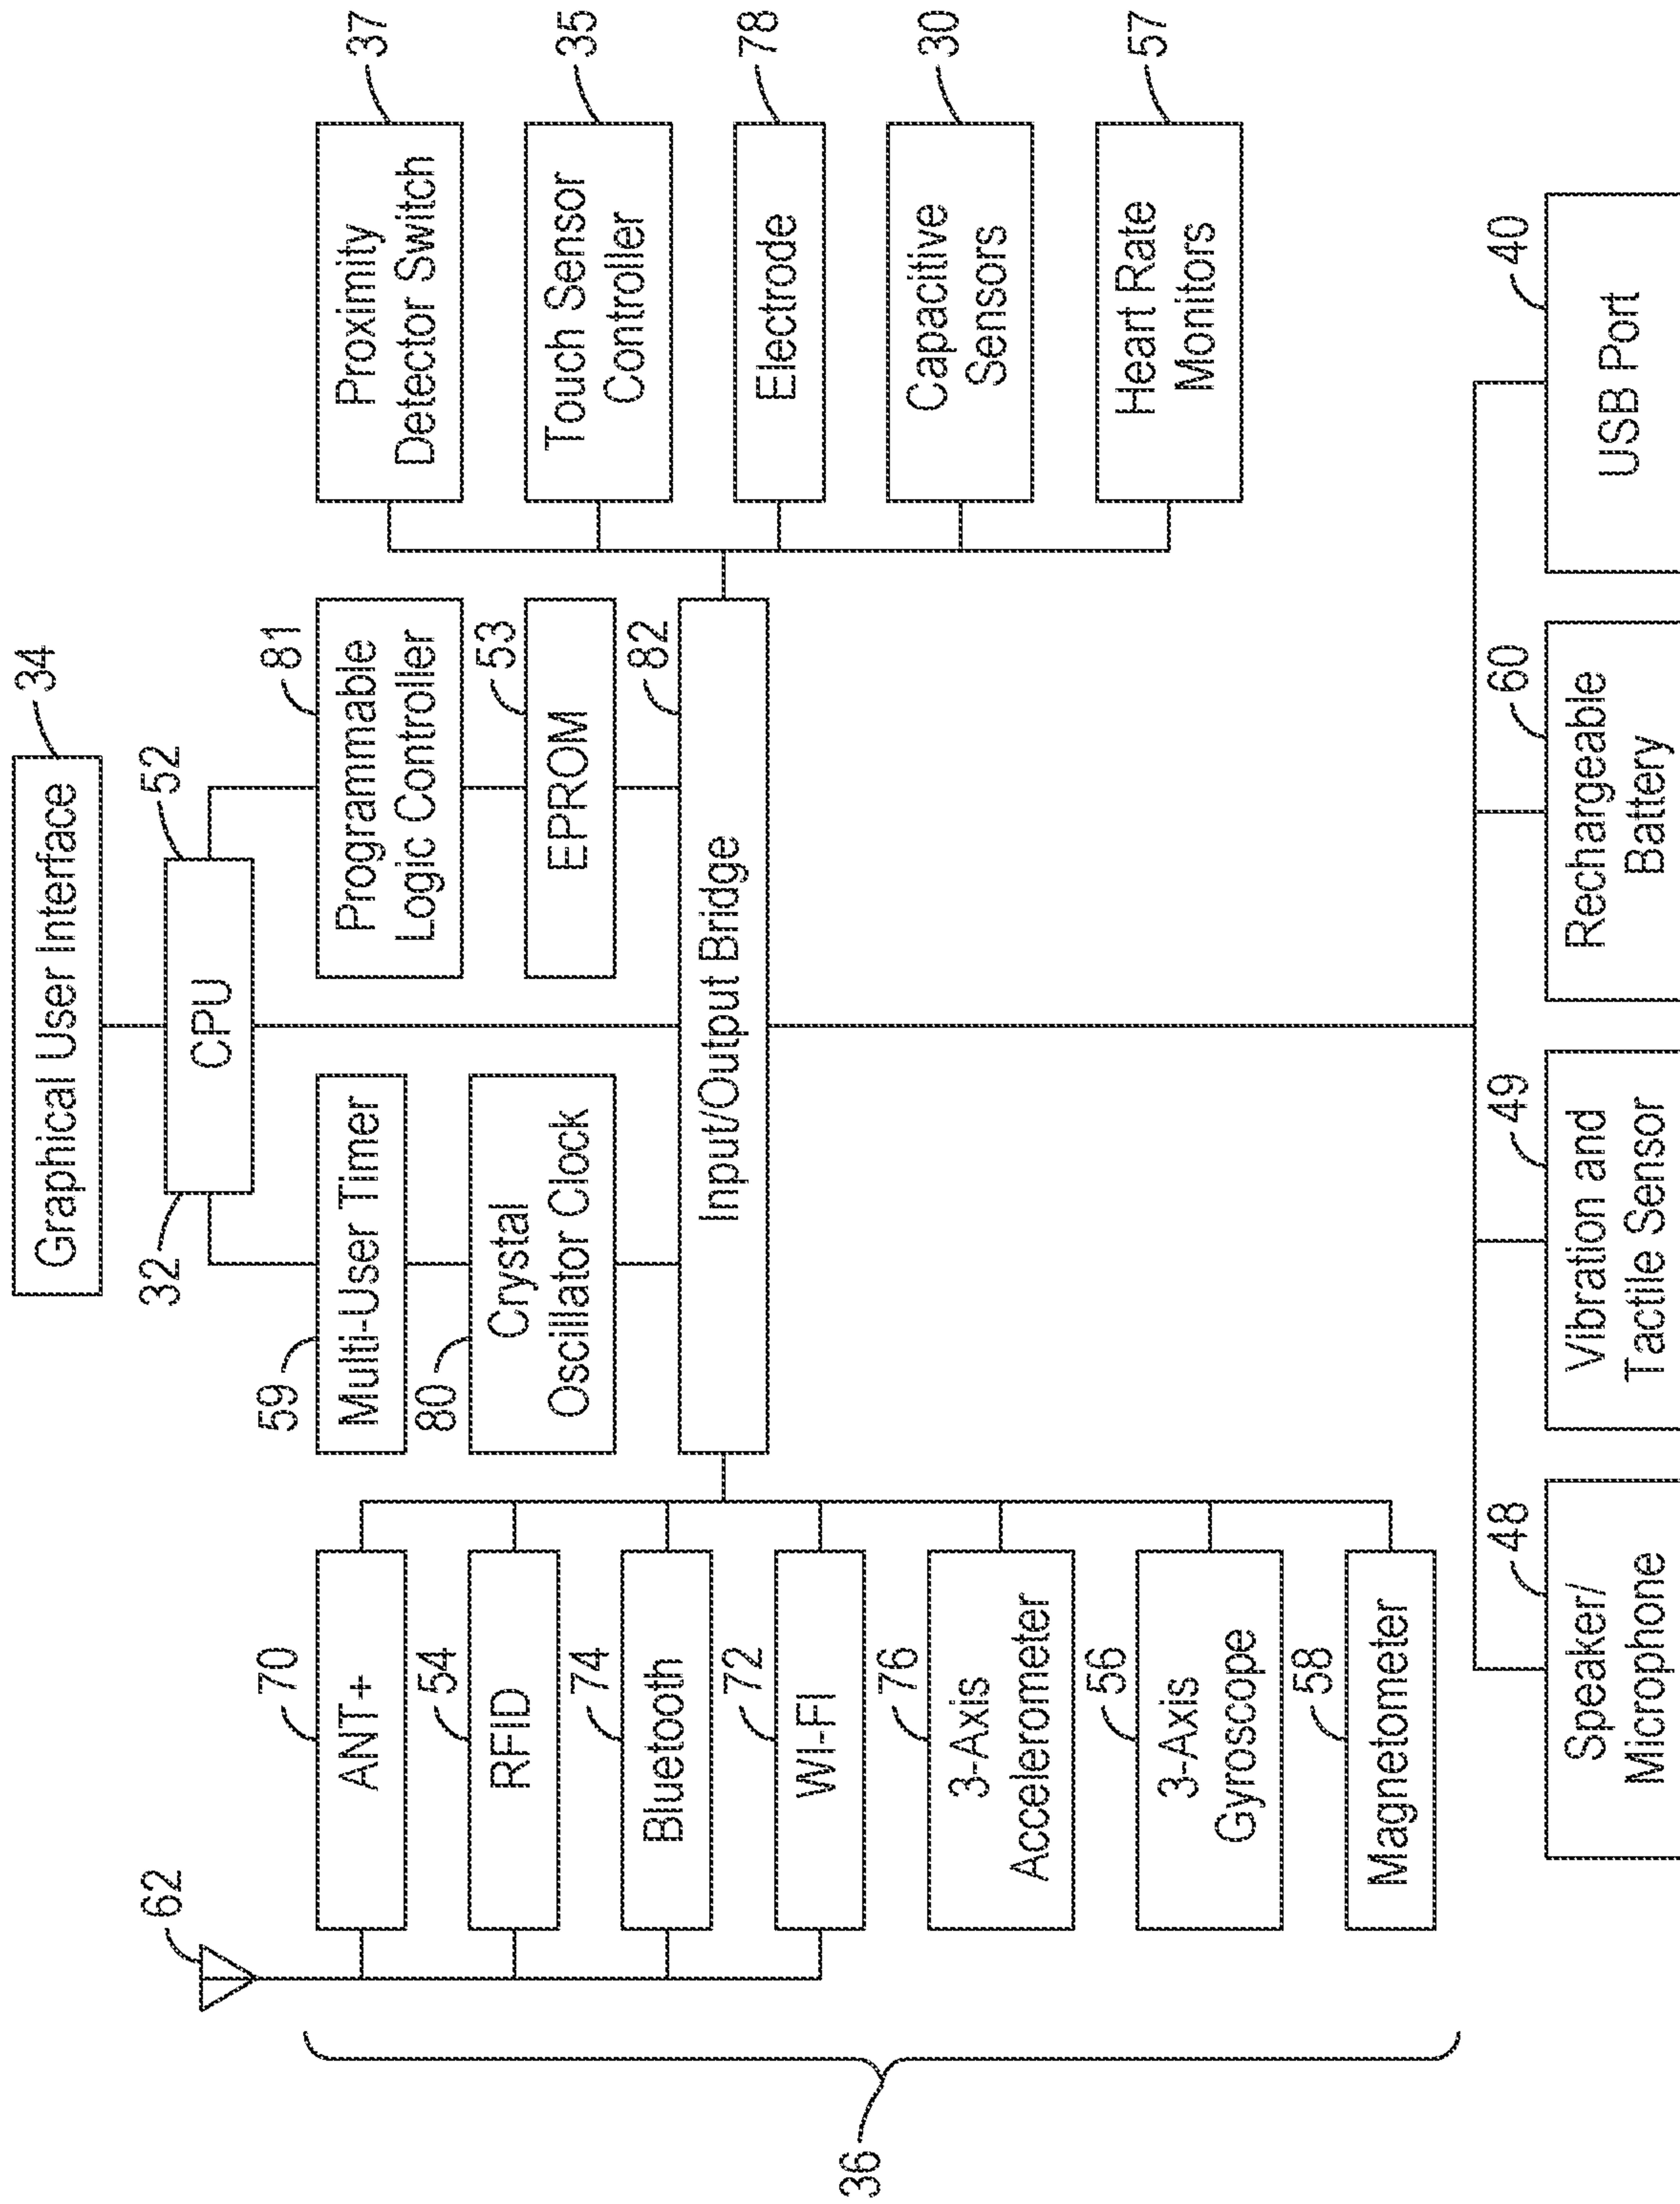 Graphical User Interface
34
32
CPU
52
62
70
ANT+
54
RFID
74
Bluetooth
72
WI-FI
76
3-Axis
Accelerometer
56
3-Axis
Gyroscope
58
Magnetometer
36
59
Multi-User Timer
80
Crystal
Oscillator Clock
81
Programmable
Logic Controller
53
EPROM
82
Input/Output Bridge
Proximity
Detector Switch
37
Touch Sensor
Controller
35
Electrode
78
Capacitive
Sensors
30
Heart Rate
Monitors
57
48
Speaker/
Microphone
49
Vibration and
Tactile Sensor
60
Rechargeable
Battery
40
USB Port